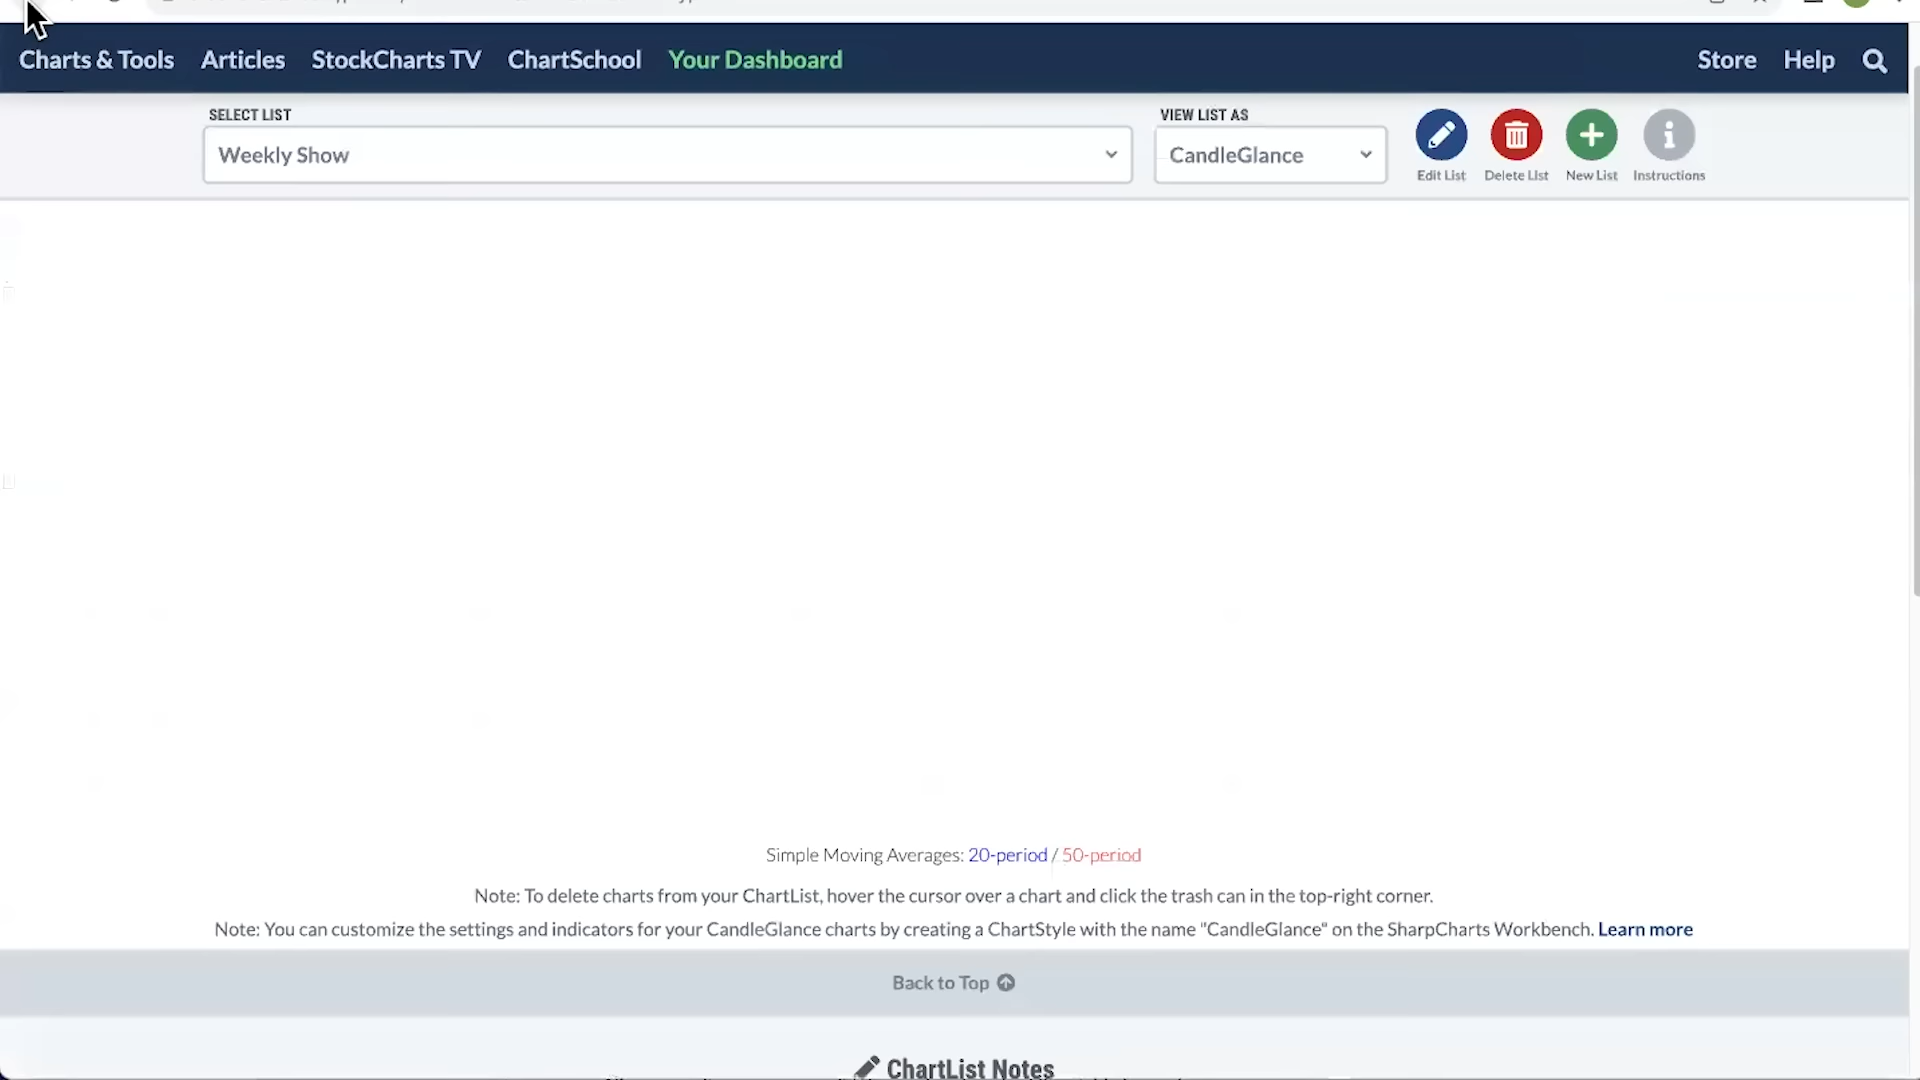 Charts & Tools Articles StockCharts TV ChartSchool Your Dashboard Store Help
SELECT LIST VIEW LIST AS
Weekly Show CandleGlance
Edit List Delete List New List Instructions
Simple Moving Averages: 20-period / 50-period
Note: To delete charts from your ChartList, hover the cursor over a chart and click the trash can in the top-right corner.
Note: You can customize the settings and indicators for your CandleGlance charts by creating a ChartStyle with the name "CandleGlance" on the SharpCharts Workbench. Learn more
Back to Top
ChartList Notes